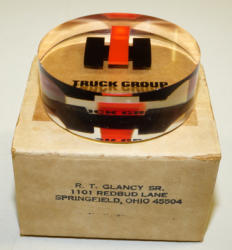 TRUCK GROUP
R. T. GLANCY SR.
1101 REDBUD LANE
SPRINGFIELD, OHIO 45504